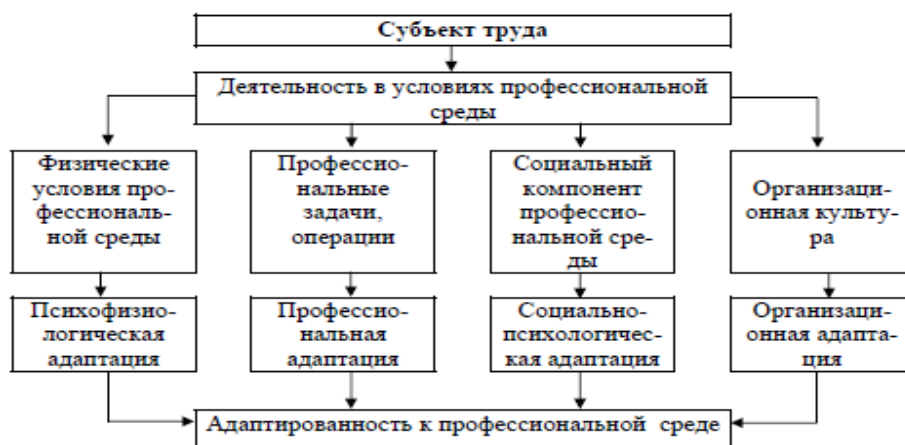 Субъект труда
Деятельность в условиях профессиональной
среды
Физические
условия про-
фессиональ-
ной среды
Профессио-
нальные
задачи,
операции
Социальный
компонент
профессио-
нальной сре-
ды
Организаци-
онная культу-
ра
Психофизио-
логическая
адаптация
Профессио-
нальная
адаптация
Социально-
психологичес-
кая адаптация
Организаци-
онная адапта-
ция
Адаптированность к профессиональной среде